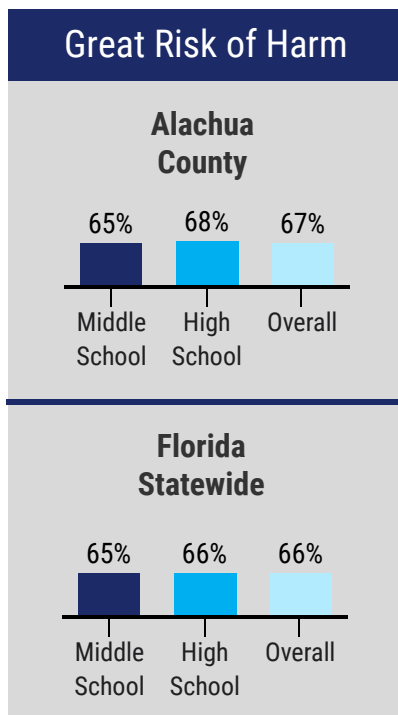 Great Risk of Harm
Alachua
County
65% 68% 67%
Middle High Overall
School School
Florida
Statewide
65% 66% 66%
Middle High Overall
School School